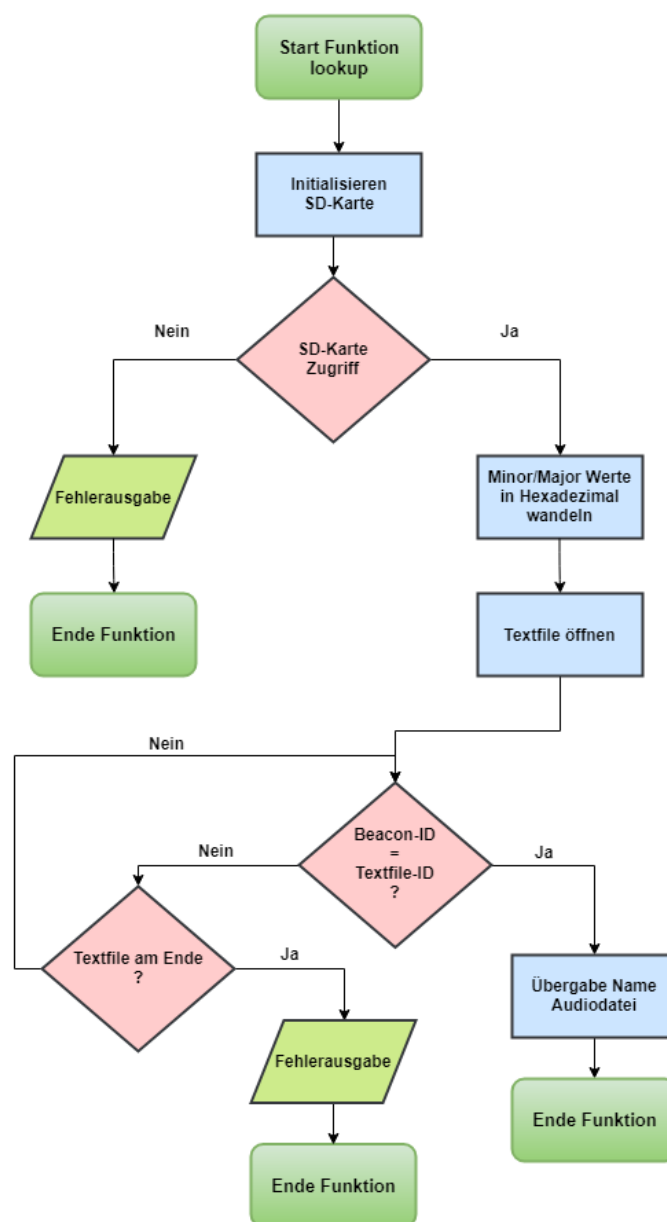 Start Funktion
lookup
Initialisieren
SD-Karte
Nein
Ja
SD-Karte
Zugriff
Fehlerausgabe
Minor/Major Werte
in Hexadezimal
wandeln
Ende Funktion
Textfile öffnen
Nein
Beacon-ID
=
Textfile-ID
?
Nein
Ja
Textfile am Ende
?
Ja
Übergabe Name
Audiodatei
Fehlerausgabe
Ende Funktion
Ende Funktion